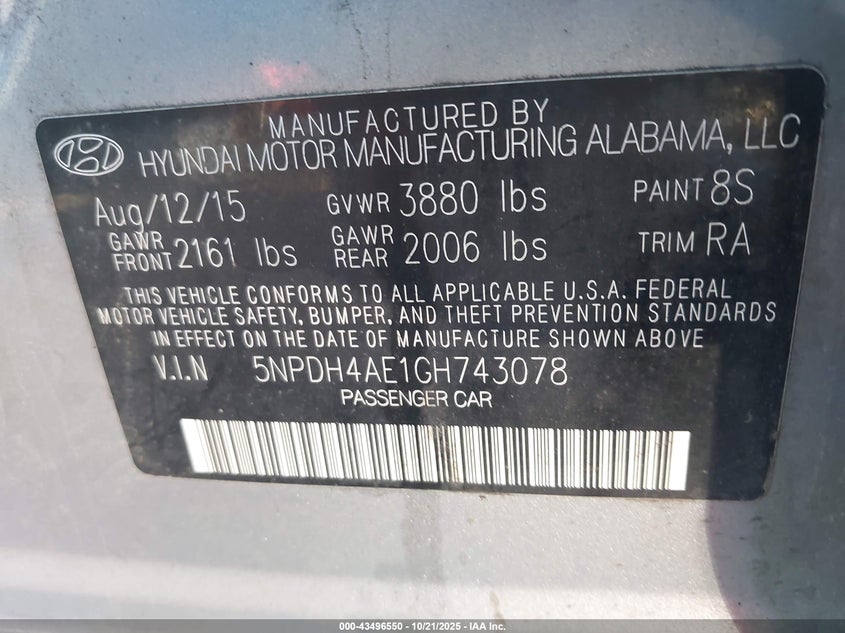 MANUFACTURED BY
HYUNDAI MOTOR MANUFACTURING ALABAMA, LLC
Aug/12/15 GVWR 3880 lbs PAINT 8S
GAWR FRONT 2161 lbs GAWR REAR 2006 lbs TRIM RA
THIS VEHICLE CONFORMS TO ALL APPLICABLE U.S.A. FEDERAL
MOTOR VEHICLE SAFETY, BUMPER, AND THEFT PREVENTION STANDARDS
IN EFFECT ON THE DATE OF MANUFACTURE SHOWN ABOVE
V.I.N 5NPDH4AE1GH743078
PASSENGER CAR
000-43496550 - 10/21/2025 - IAA Inc.